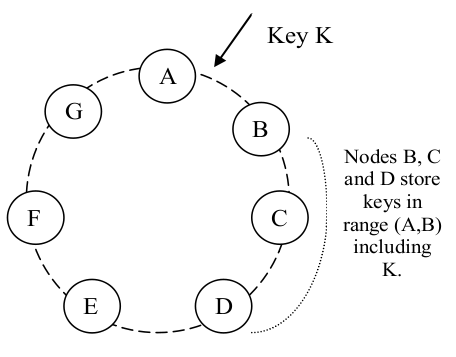 Key K
A
G
B
Nodes B, C
and D store
keys in
range (A,B)
including
K.
F
C
E
D